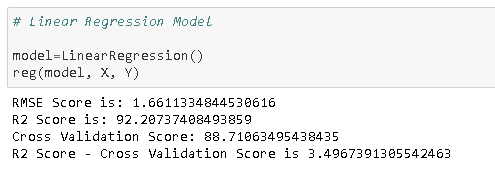 # Linear Regression Model
model=LinearRegression()
reg(model, X, Y)
RMSE Score is: 1.6611334844530616
R2 Score is: 92.20737408493859
Cross Validation Score: 88.71063495438435
R2 Score - Cross Validation Score is 3.4967391305542463